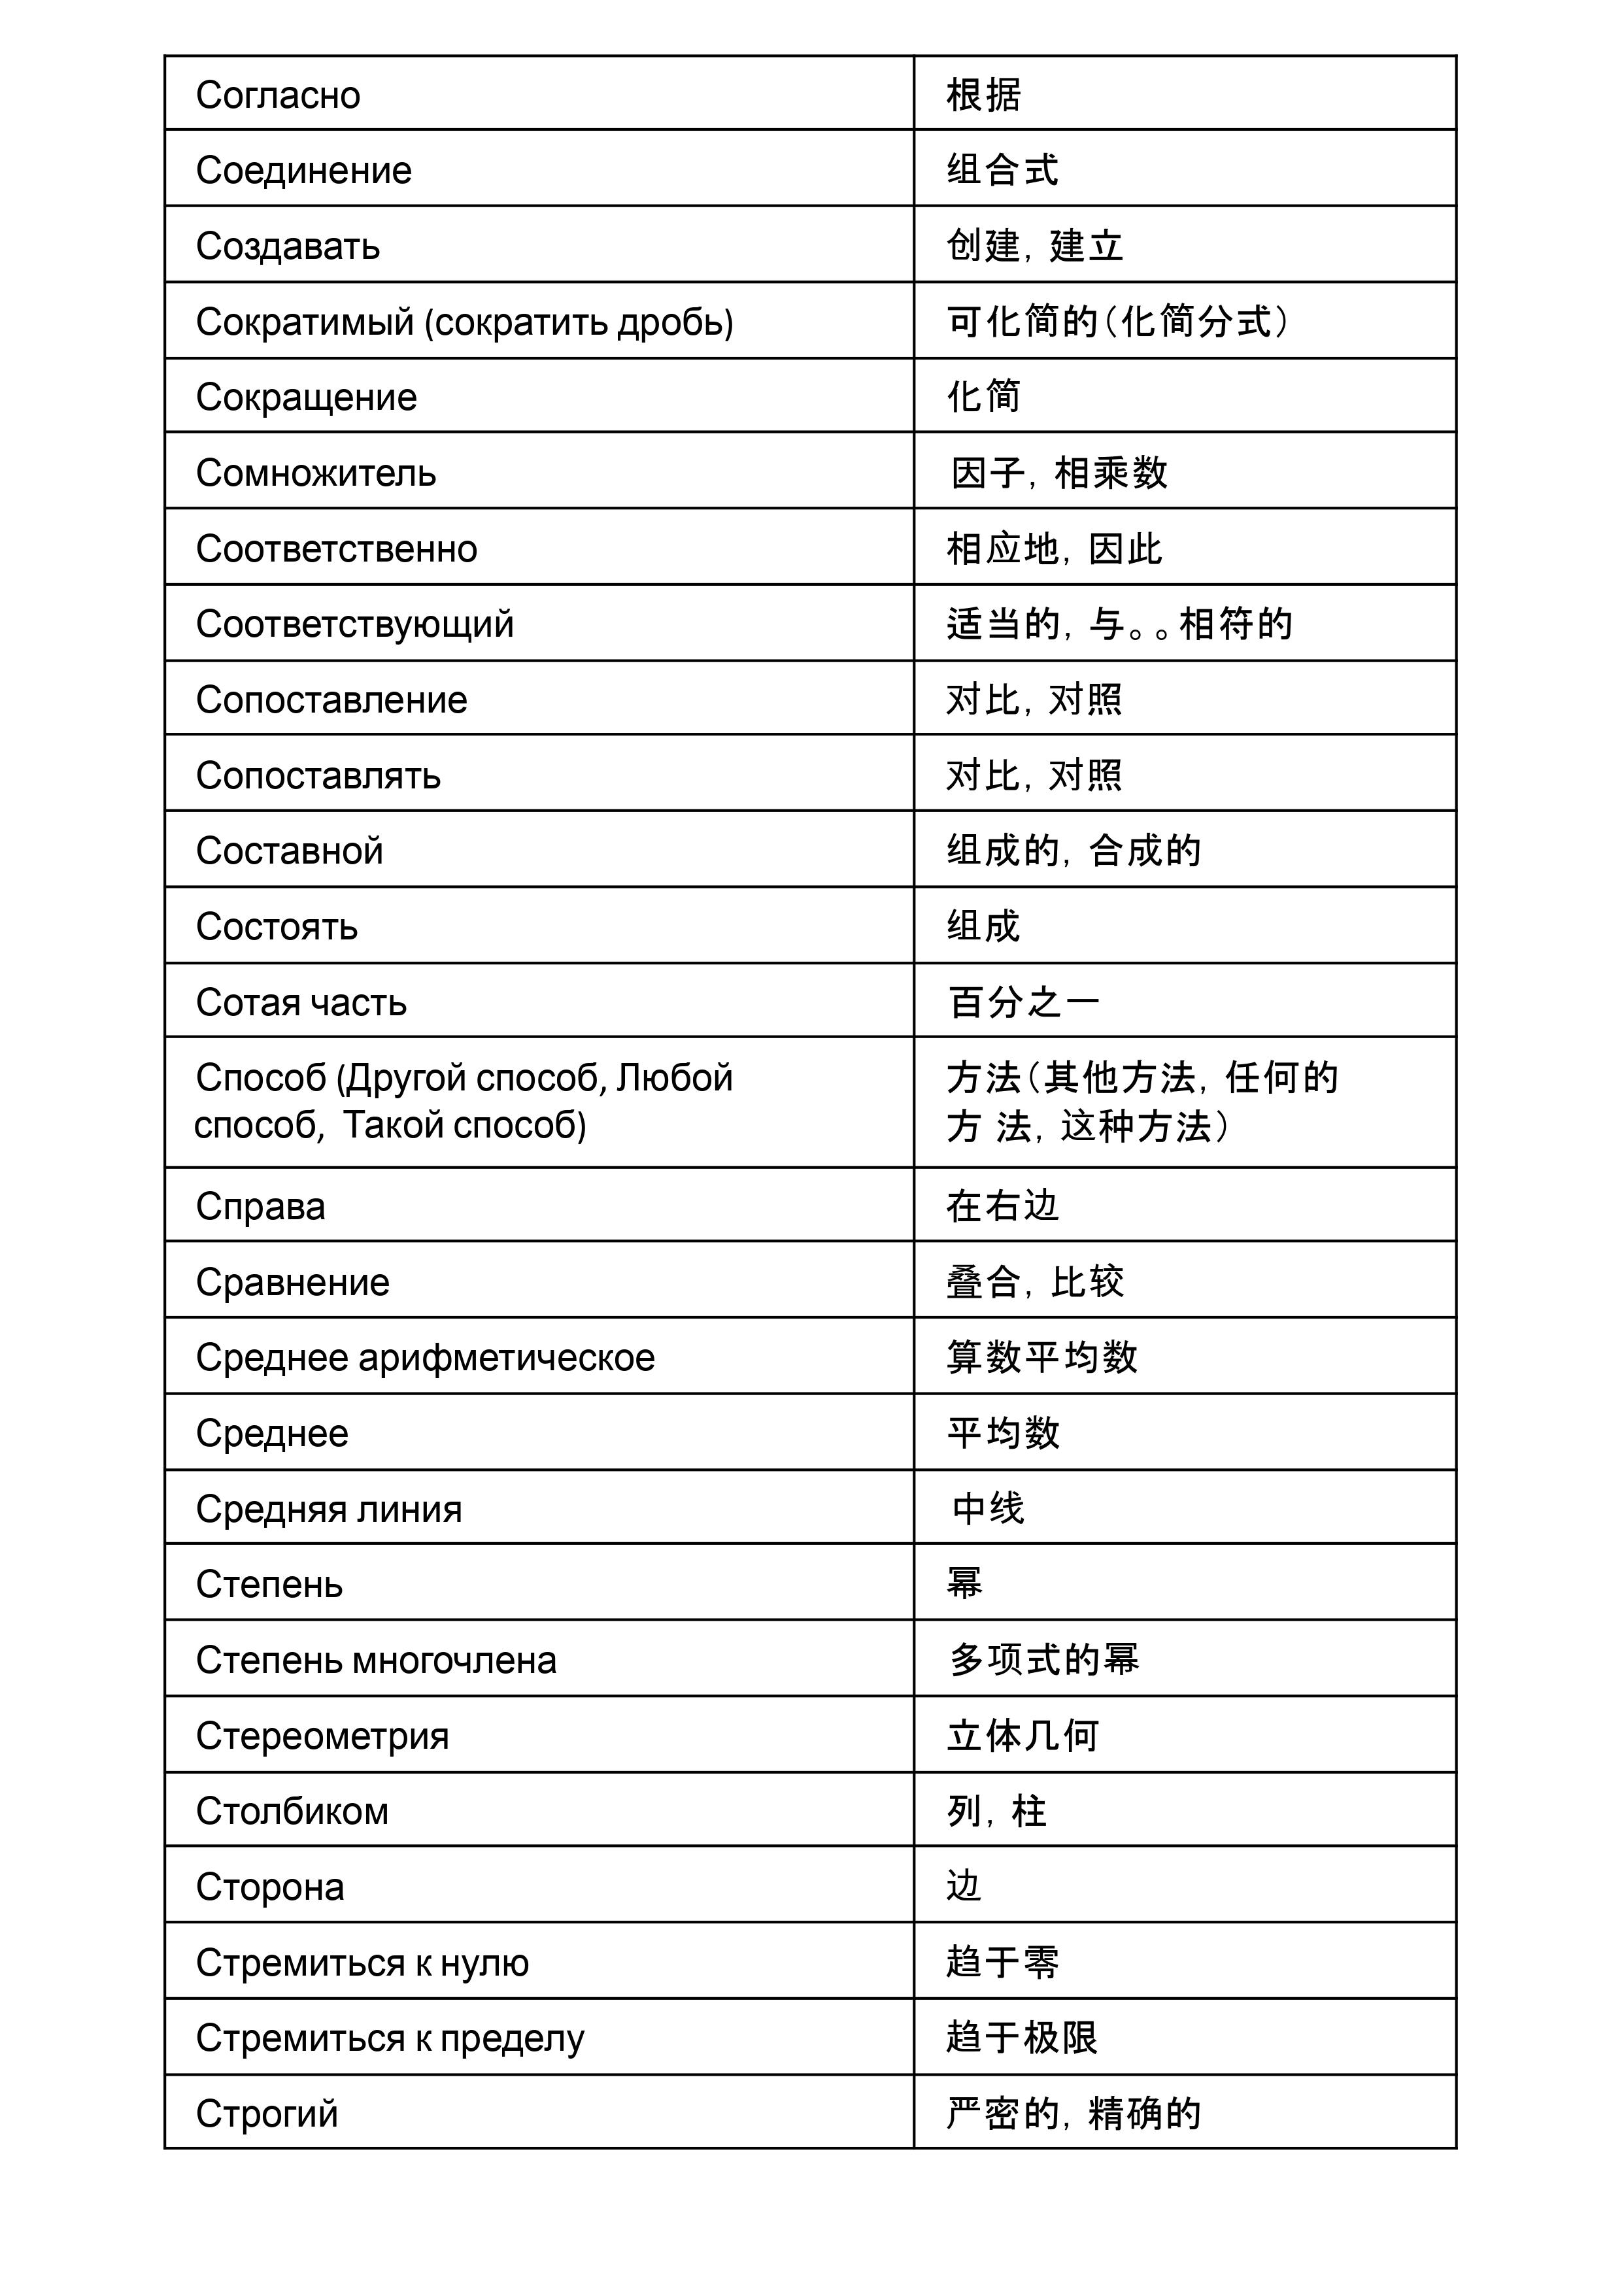 Согласно 根据
Соединение 组合式
Создавать 创建，建立
Сократимый (сократить дробь) 可化简的（化简分式）
Сокращение 化简
Сомножитель 因子，相乘数
Соответственно 相应地，因此
Соответствующий 适当的，与。。相符的
Сопоставление 对比，对照
Сопоставлять 对比，对照
Составной 组成的，合成的
Состоять 组成
Сотая часть 百分之一
Способ (Другой способ, Любой
способ, Такой способ)
方法（其他方法，任何的
方 法，这种方法）
Справа 在右边
Сравнение 叠合，比较
Среднее арифметическое 算数平均数
Среднее 平均数
Средняя линия 中线
Степень 幂
Степень многочлена 多项式的幂
Стереометрия 立体几何
Столбиком 列，柱
Сторона 边
Стремиться к нулю 趋于零
Стремиться к пределу 趋于极限
Строгий 严密的，精确的